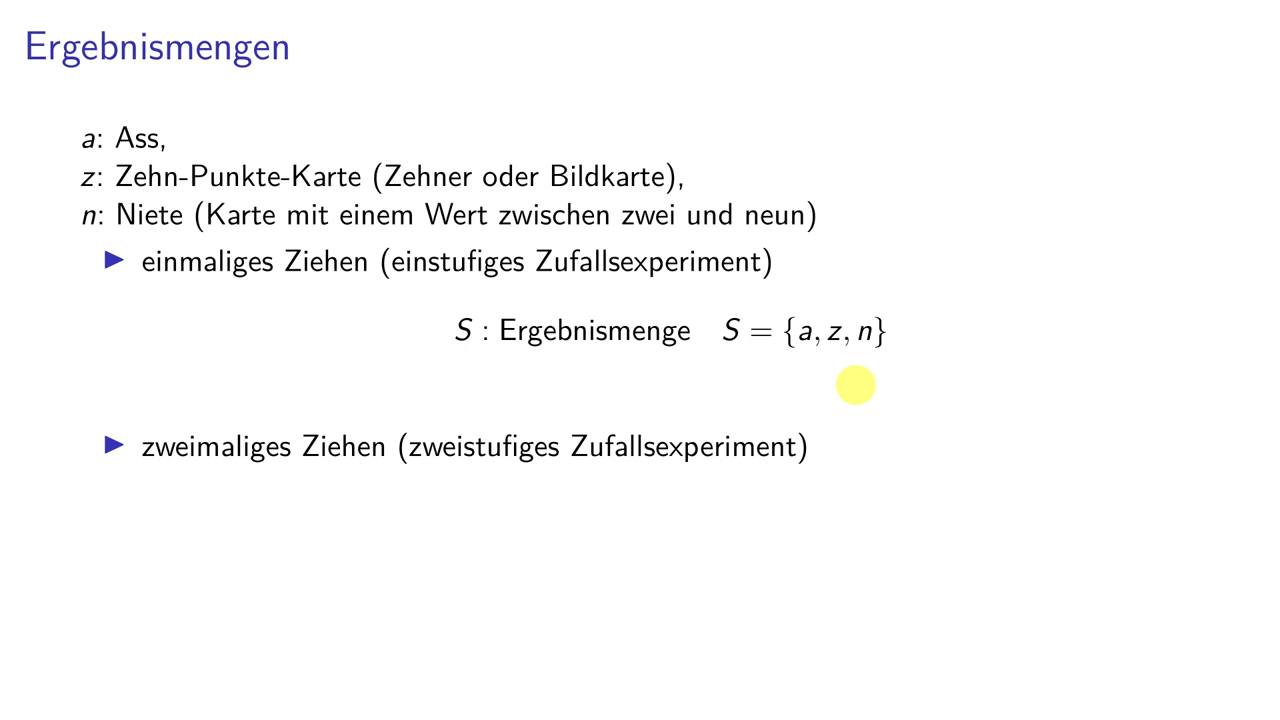 Ergebnismengen
a: Ass,
z: Zehn-Punkte-Karte (Zehner oder Bildkarte),
n: Niete (Karte mit einem Wert zwischen zwei und neun)
▶ einmaliges Ziehen (einstufiges Zufallsexperiment)
S : Ergebnismenge S = {a, z, n}
▶ zweimaliges Ziehen (zweistufiges Zufallsexperiment)